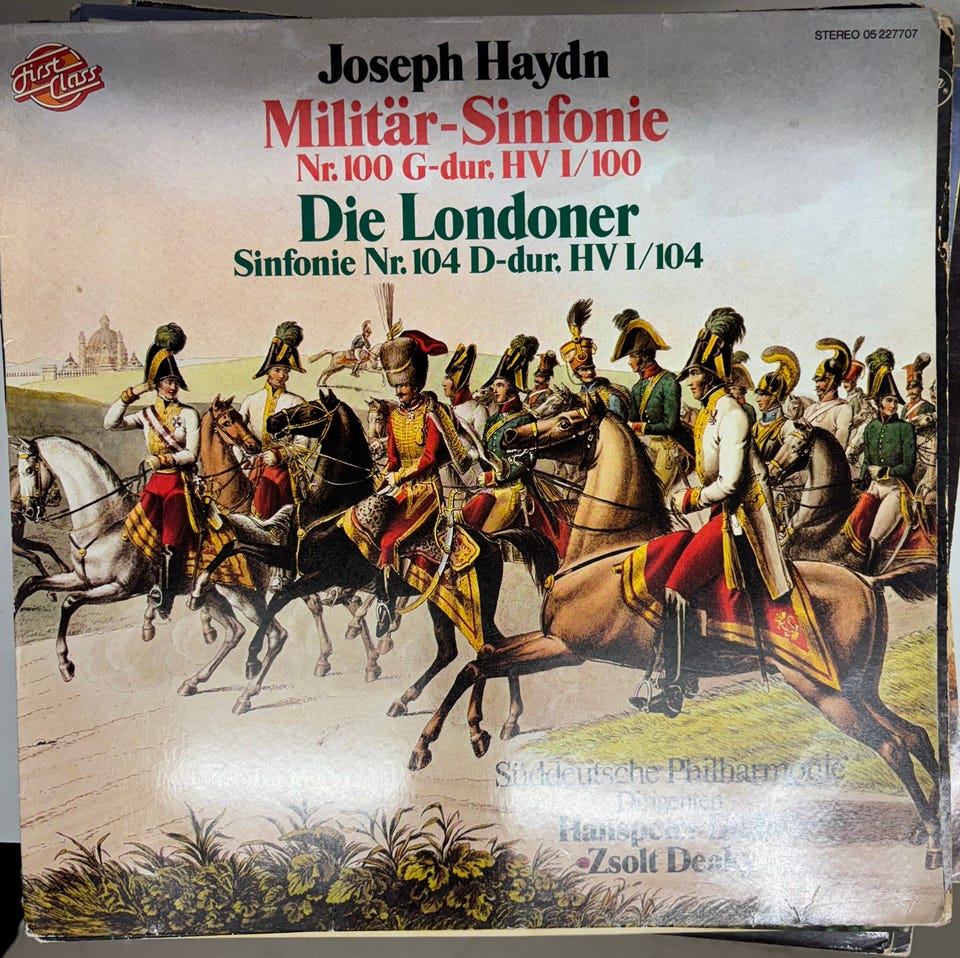 First
Class
STEREO 05 227707
Joseph Haydn
Militär-Sinfonie
Nr. 100 G-dur, HV I/100
Die Londoner
Sinfonie Nr. 104 D-dur, HV I/104
Süddeutsche Philharmonie
Dirigenten
Zsolt Deaky